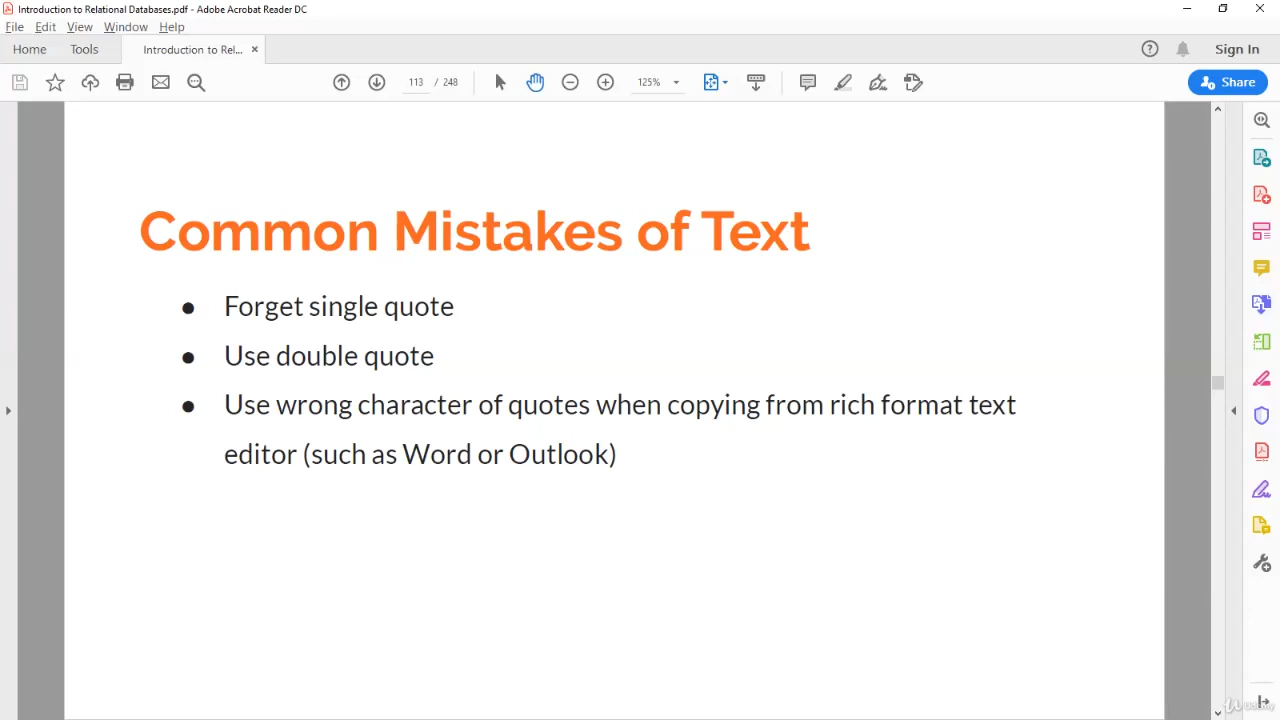 Introduction to Relational Databases.pdf - Adobe Acrobat Reader DC
File Edit View Window Help
Home Tools Introduction to Rel... × Sign In
113 / 248 125% Share
Common Mistakes of Text
● Forget single quote
● Use double quote
● Use wrong character of quotes when copying from rich format text
editor (such as Word or Outlook)